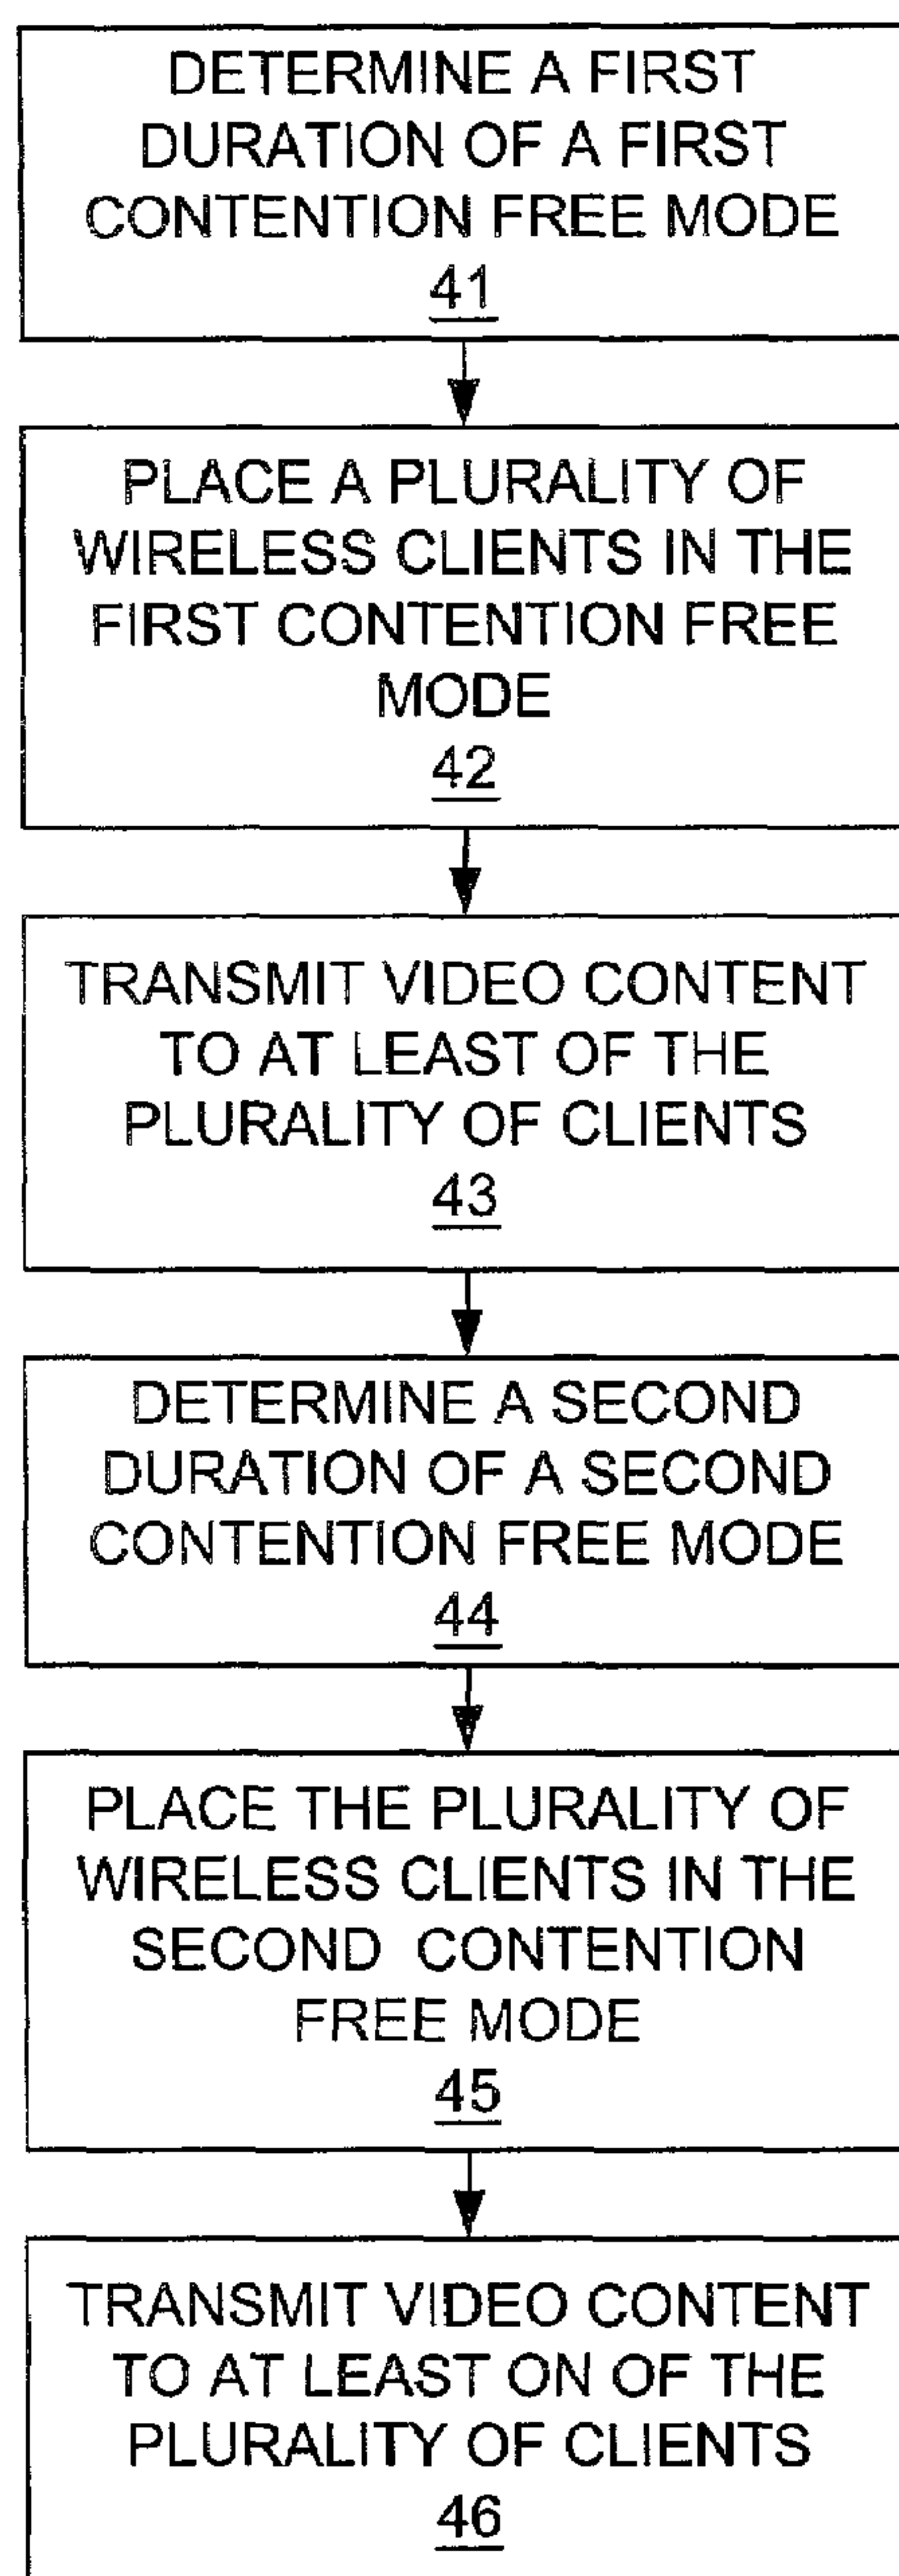 DETERMINE A FIRST
DURATION OF A FIRST
CONTENTION FREE MODE
41
PLACE A PLURALITY OF
WIRELESS CLIENTS IN THE
FIRST CONTENTION FREE
MODE
42
TRANSMIT VIDEO CONTENT
TO AT LEAST OF THE
PLURALITY OF CLIENTS
43
DETERMINE A SECOND
DURATION OF A SECOND
CONTENTION FREE MODE
44
PLACE THE PLURALITY OF
WIRELESS CLIENTS IN THE
SECOND CONTENTION
FREE MODE
45
TRANSMIT VIDEO CONTENT
TO AT LEAST ON OF THE
PLURALITY OF CLIENTS
46